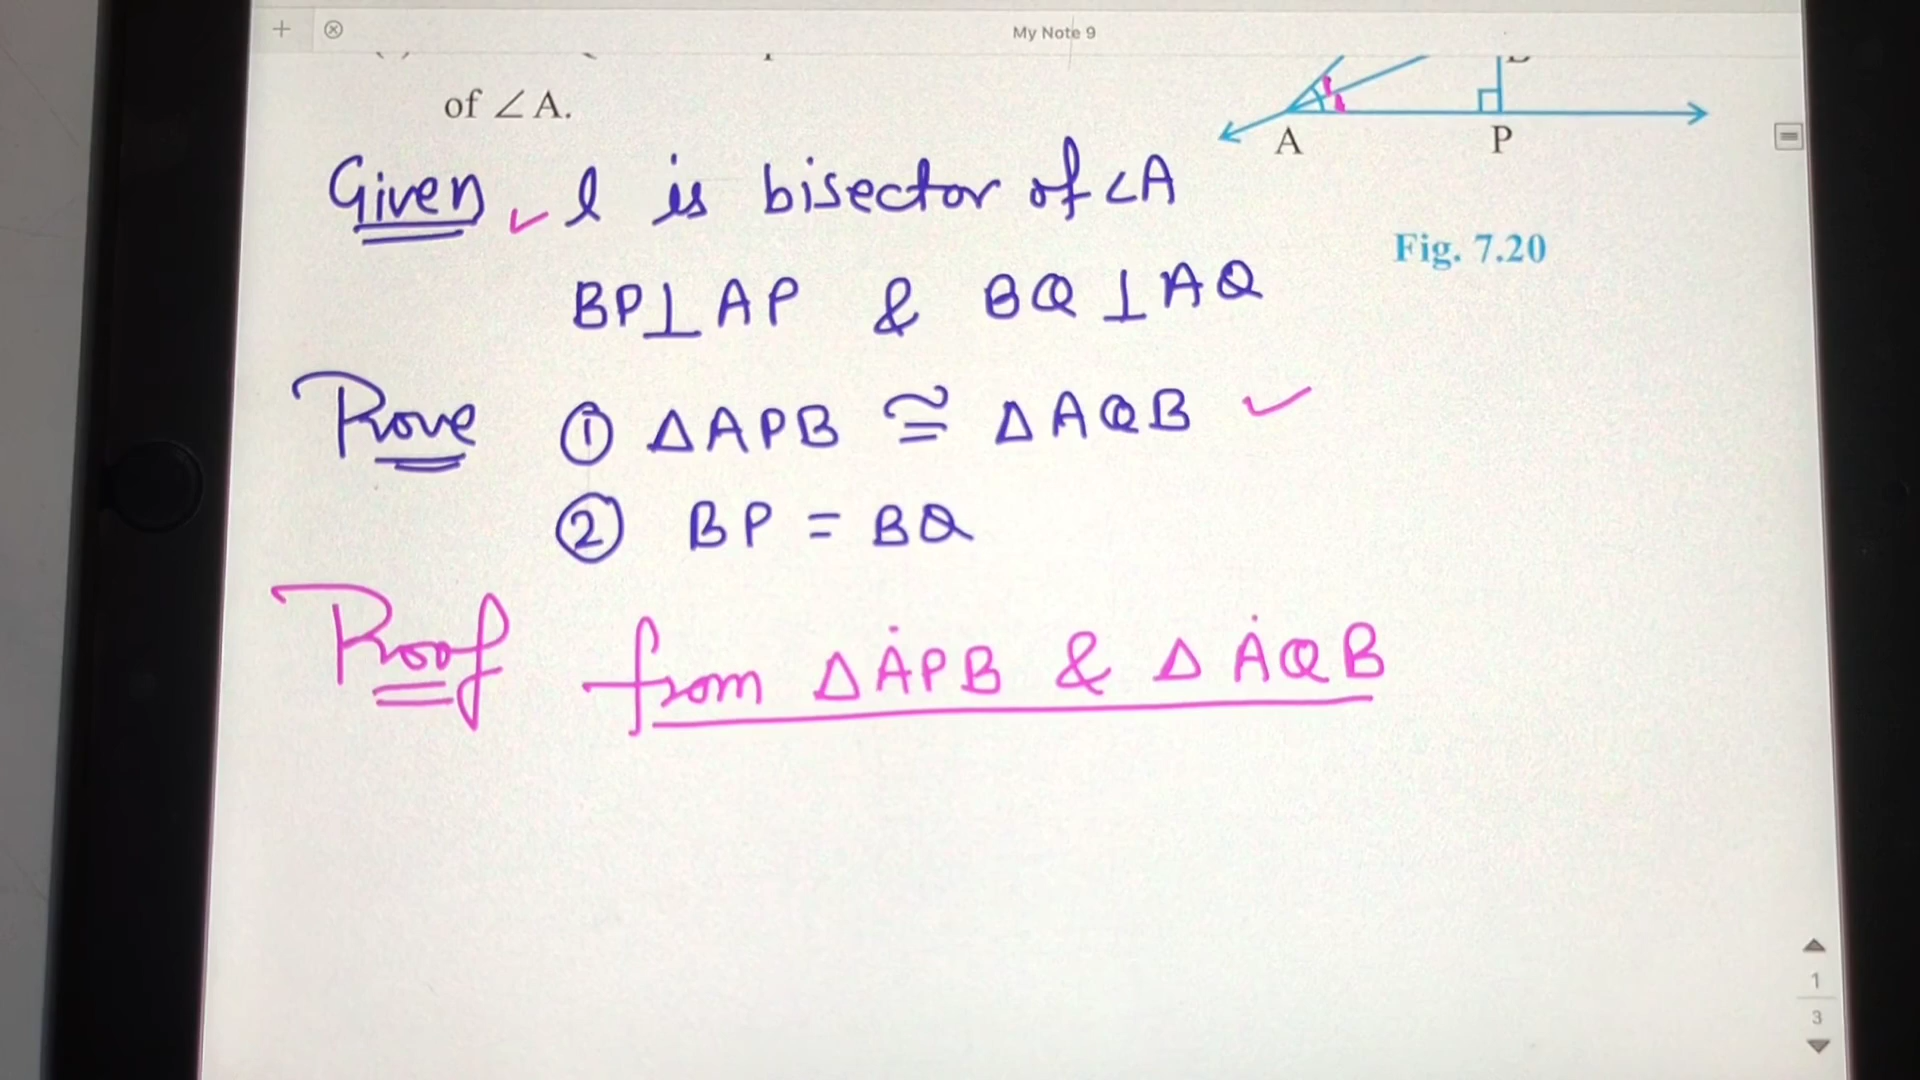 My Note 9
of ∠A.
A P
Given l is bisector of ∠A
Fig. 7.20
BP⊥AP & BQ⊥AQ
Prove ① ΔAPB ≅ ΔAQB
② BP = BQ
Proof from ΔAPB & ΔAQB
1
3